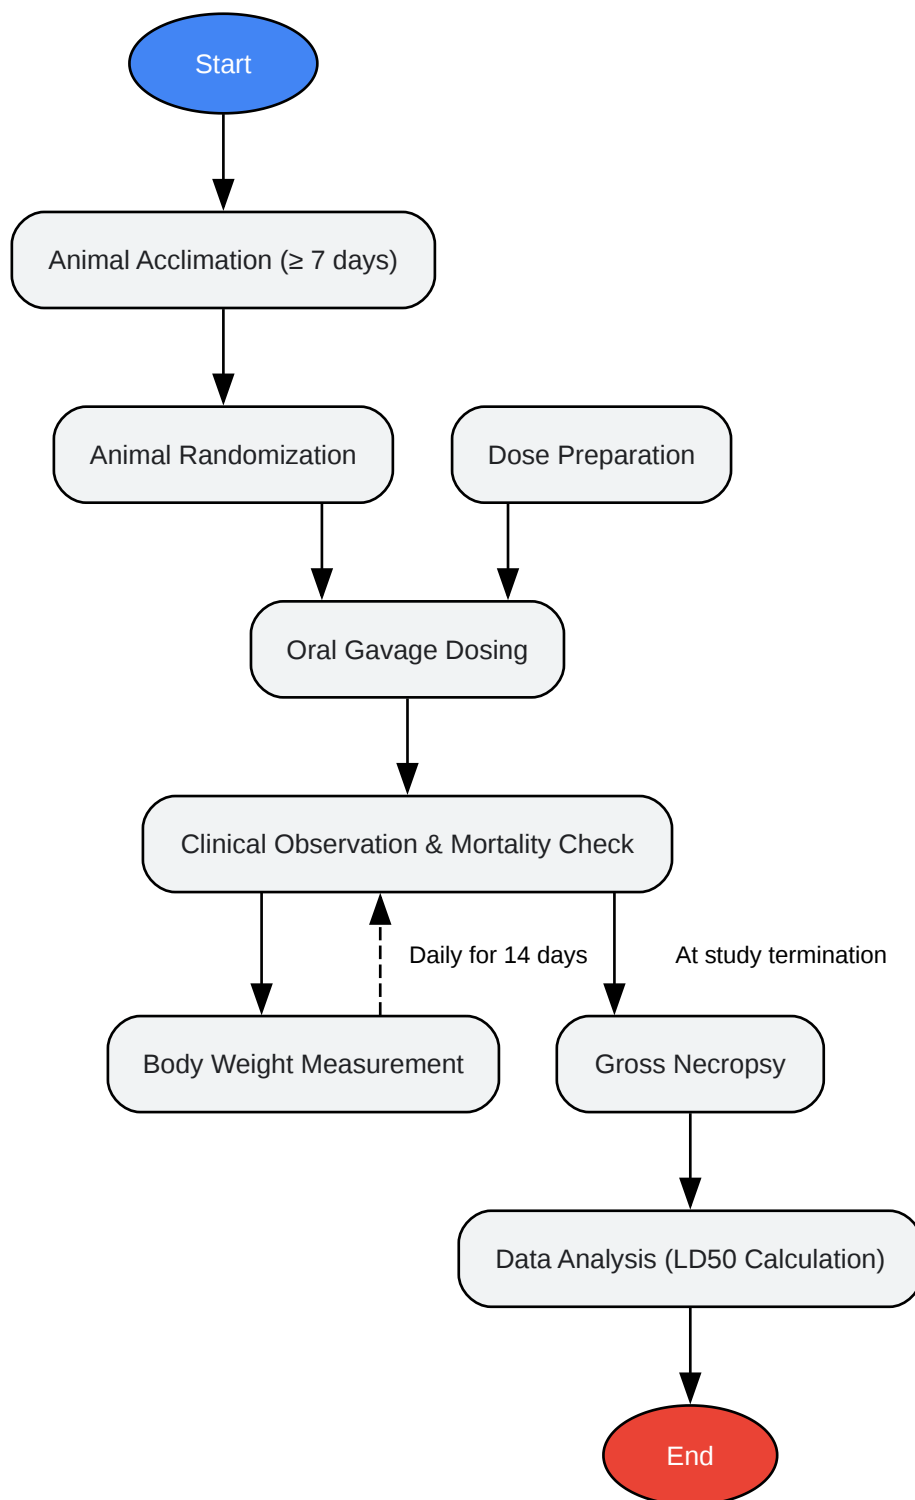 Start
Animal Acclimation (≥ 7 days)
Animal Randomization
Dose Preparation
Oral Gavage Dosing
Clinical Observation & Mortality Check
Daily for 14 days
At study termination
Body Weight Measurement
Gross Necropsy
Data Analysis (LD50 Calculation)
End